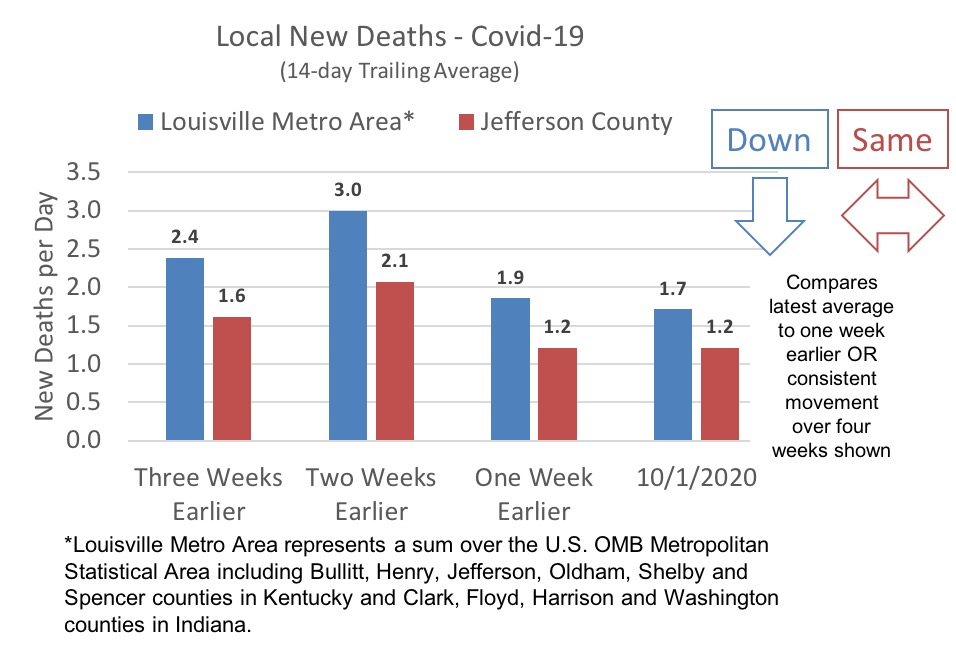 Local New Deaths - Covid-19
(14-day Trailing Average)
Louisville Metro Area*
Jefferson County
Down
Same
New Deaths per Day
3.5
3.0
2.5
2.0
1.5
1.0
0.5
0.0
2.4
1.6
3.0
2.1
1.9
1.2
1.7
1.2
Three Weeks
Earlier
Two Weeks
Earlier
One Week
Earlier
10/1/2020
Compares
latest average
to one week
earlier OR
consistent
movement
over four
weeks shown
*Louisville Metro Area represents a sum over the U.S. OMB Metropolitan
Statistical Area including Bullitt, Henry, Jefferson, Oldham, Shelby and
Spencer counties in Kentucky and Clark, Floyd, Harrison and Washington
counties in Indiana.